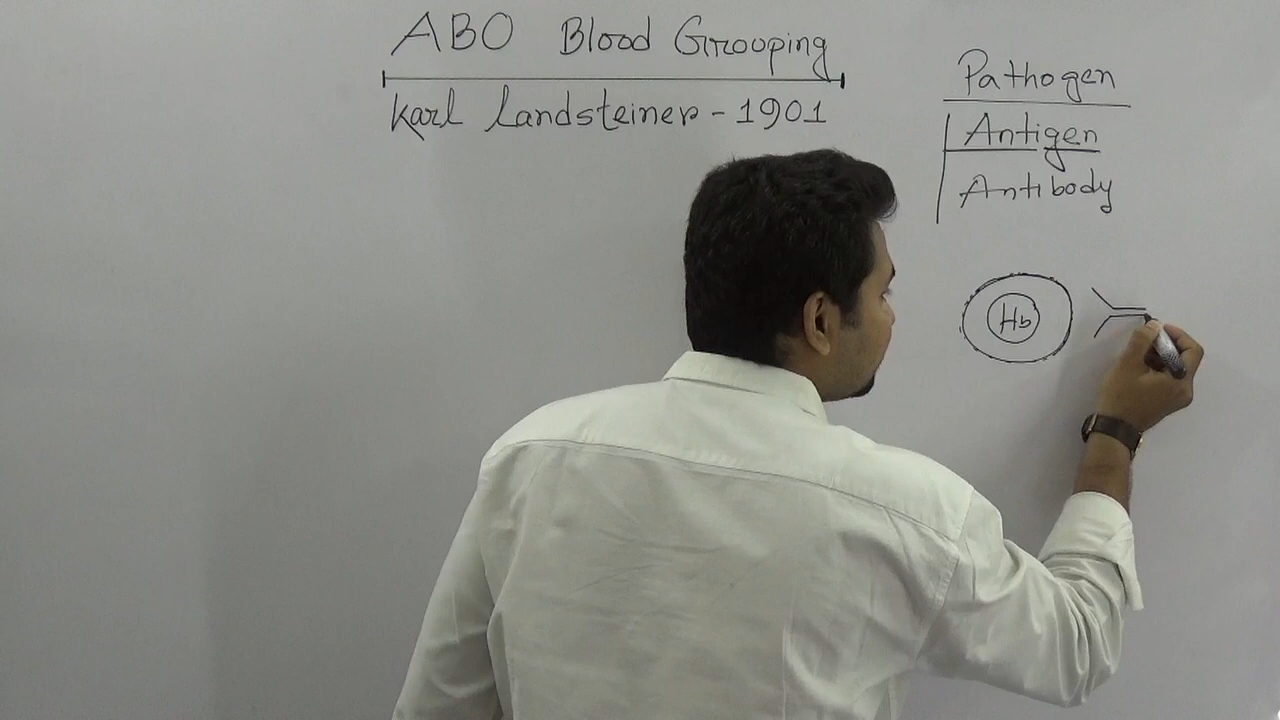 ABO Blood Grouping
Karl Landsteiner - 1901
Pathogen
Antigen
Antibody
Hb